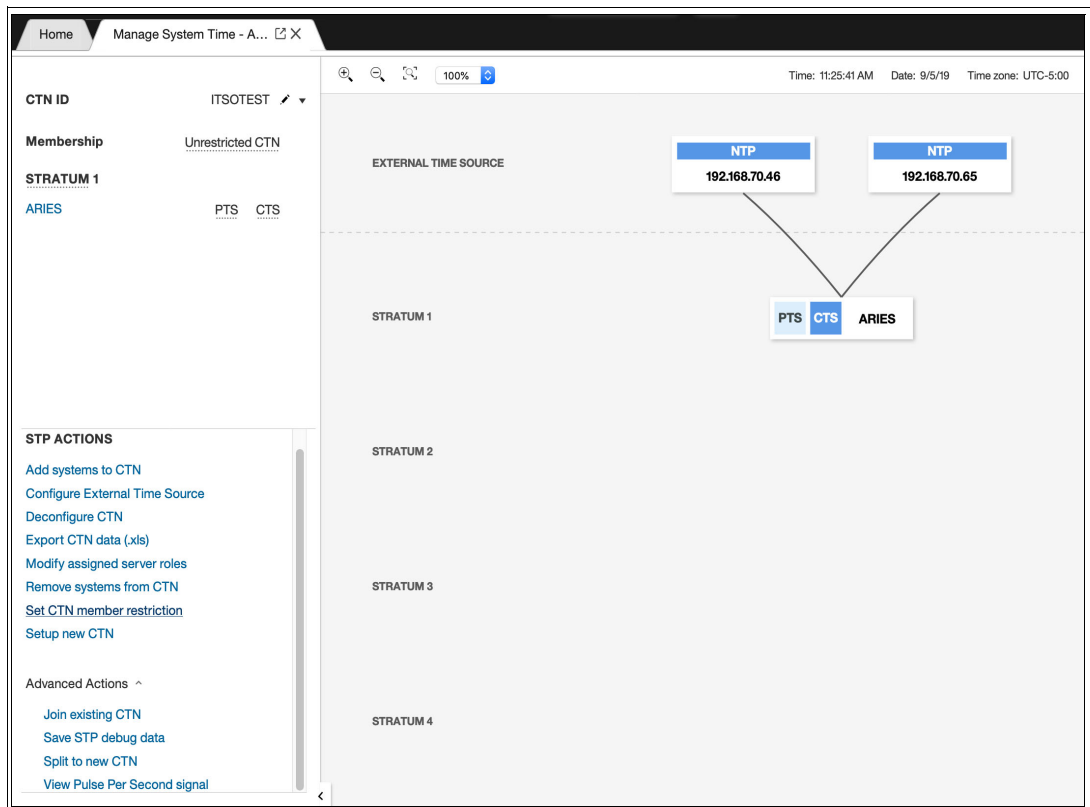 Home
Manage System Time - A...
100%
Time: 11:25:41 AM Date: 9/5/19 Time zone: UTC-5:00
CTN ID ITSOTEST
Membership Unrestricted CTN
STRATUM 1
ARIES PTS CTS
STP ACTIONS
Add systems to CTN
Configure External Time Source
Deconfigure CTN
Export CTN data (.xls)
Modify assigned server roles
Remove systems from CTN
Set CTN member restriction
Setup new CTN
Advanced Actions
Join existing CTN
Save STP debug data
Split to new CTN
View Pulse Per Second signal
EXTERNAL TIME SOURCE
NTP
192.168.70.46
NTP
192.168.70.65
STRATUM 1
PTS CTS ARIES
STRATUM 2
STRATUM 3
STRATUM 4